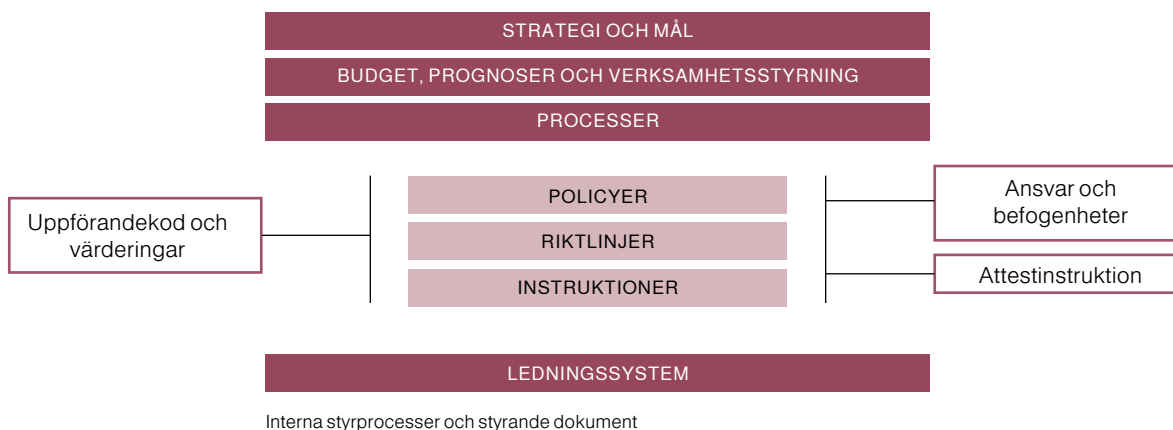 STRATEGI OCH MÅL
BUDGET, PROGNOSER OCH VERKSAMHETSSTYRNING
PROCESSER
Uppförandekod och
värderingar
POLICYER
RIKTLINJER
INSTRUKTIONER
Ansvar och
befogenheter
Attestinstruktion
LEDNINGSSYSTEM
Interna styrprocesser och styrande dokument